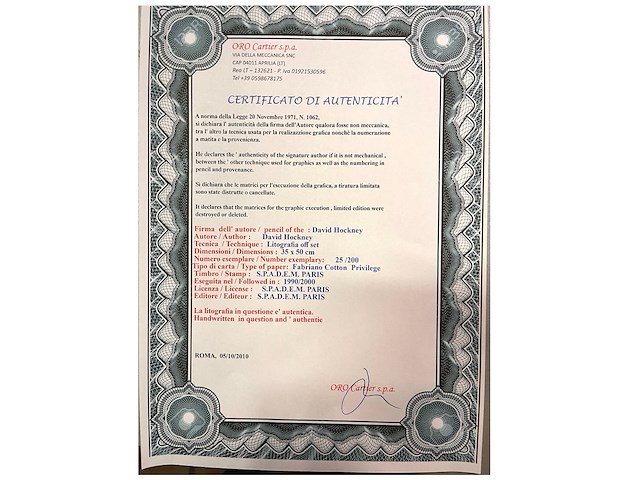 ORO Cartier s.p.a.
VIA DELLA MECCANICA SNC
CAP 04011 APRILIA (LT)
Rea LT – 132621 - P. Iva 01921530596
Tel +39 0598678175
CERTIFICATO DI AUTENTICITA'
A norma della Legge 20 Novembre 1971, N. 1062,
si dichiara l' autenticità della firma dell'Autore qualora fosse non meccanica,
tra l' altro la tecnica usata per la realizzazione grafica nonchè la numerazione
a matita e la provenienza.
He declares the ' authenticity of the signature author if it is not mechanical ,
between the ' other technique used for graphics as well as the numbering in
pencil and provenance.
Si dichiara che le matrici per l'esecuzione della grafica, a tiratura limitata
sono state distrutte o cancellate.
It declares that the matrices for the graphic execution , limited edition were
destroyed or deleted.
Firma dell' autore / pencil of the : David Hockney
Autore / Author : David Hockney
Tecnica / Technique : Litografia off set
Dimensioni / Dimensions : 35 x 50 cm
Numero esemplare / Number exemplary: 25 /200
Tipo di carta / Type of paper: Fabriano Cotton Privilege
Timbro / Stamp : S.P.A.D.E.M. PARIS
Eseguita nel / Followed in : 1990/2000
Licenza / License : S.P.A.D.E.M. PARIS
Editore / Editeur : S.P.A.D.E.M. PARIS
La litografia in questione e' autentica.
Handwritten in question and ' authentic
ROMA, 05/10/2010
ORO Cartier s.p.a.